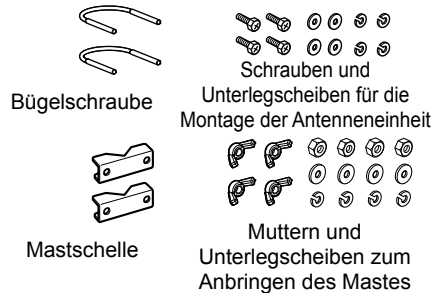 Bügelschraube
Schrauben und
Unterlegscheiben für die
Montage der Antenneneinheit
Mastschelle
Muttern und
Unterlegscheiben zum
Anbringen des Mastes